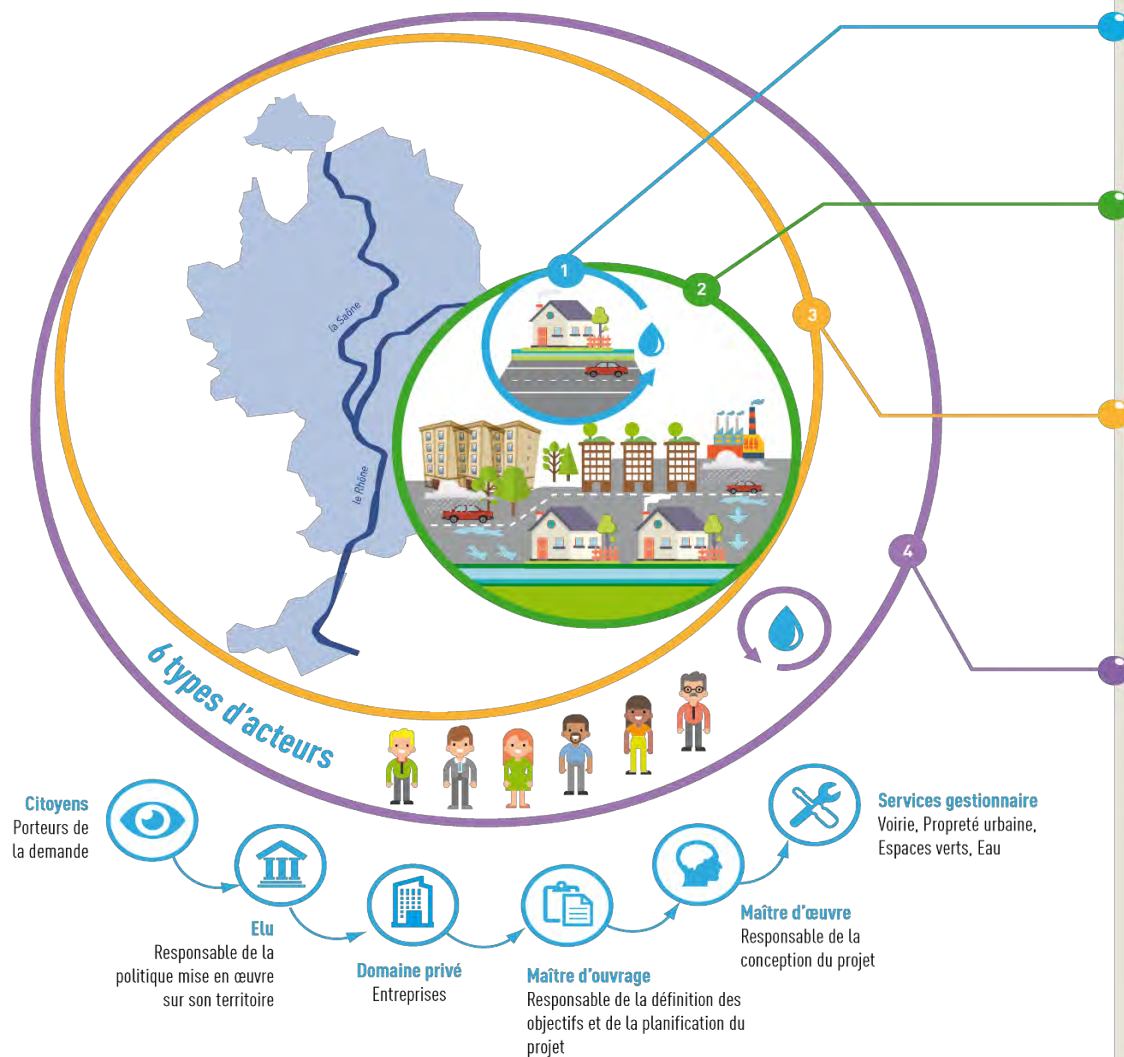 1
2
3
4
la Saône
le Rhône
6 types d'acteurs
Citoyens
Porteurs de
la demande
Elu
Responsable de la
politique mise en œuvre
sur son territoire
Domaine privé
Entreprises
Maître d'ouvrage
Responsable de la définition des
objectifs et de la planification du
projet
Maître d'œuvre
Responsable de la
conception du projet
Services gestionnaire
Voirie, Propreté urbaine,
Espaces verts, Eau